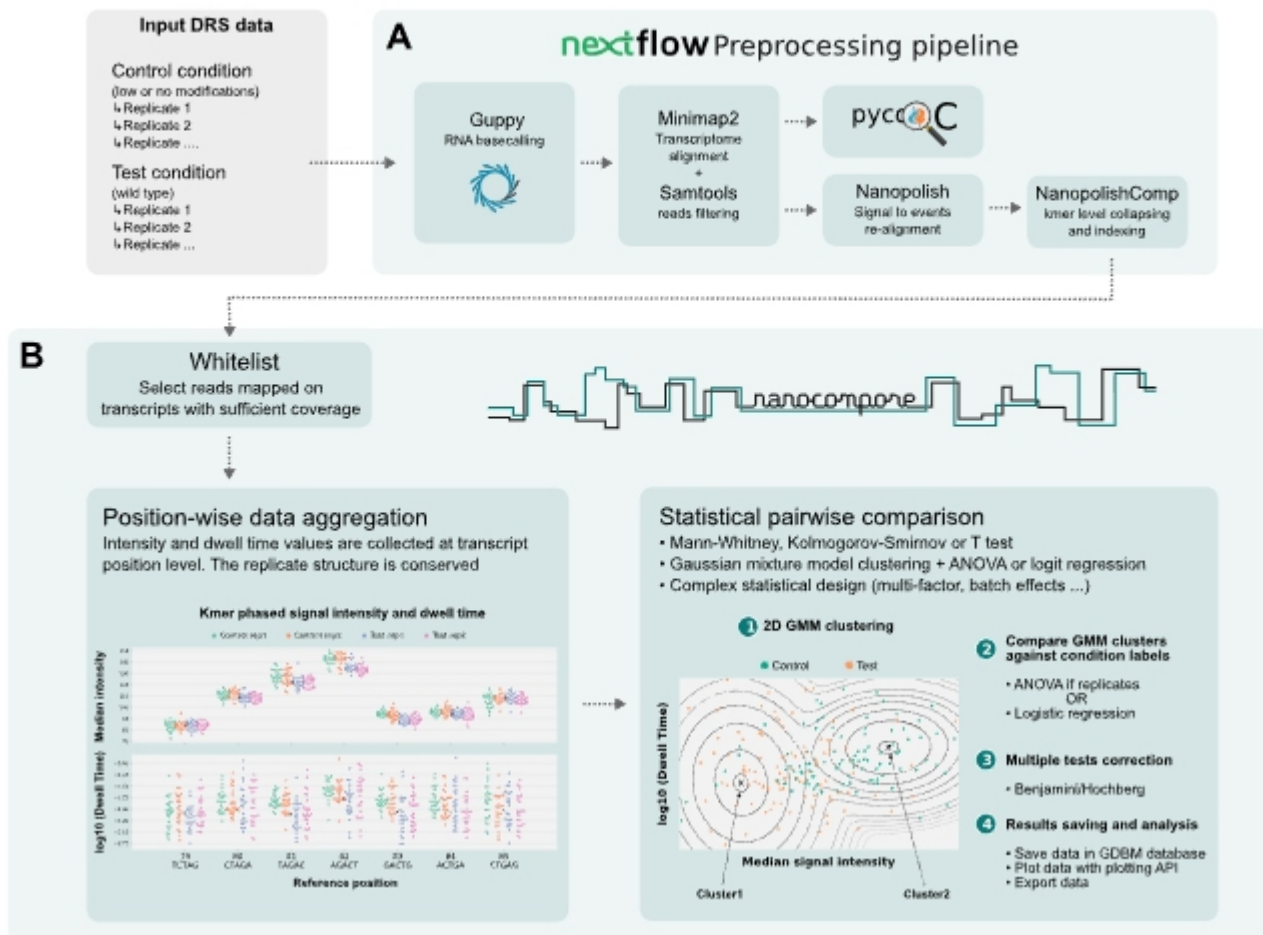 Input DRS data
Control condition
(low or no modifications)
↳Replicate 1
↳Replicate 2
↳Replicate ....
Test condition
(wild type)
↳Replicate 1
↳Replicate 2
↳Replicate ...
A
nextflow Preprocessing pipeline
Guppy
RNA basecalling
Minimap2
Transcriptome
alignment
+
Samtools
reads filtering
pycoQC
Nanopolish
Signal to events
re-alignment
NanopolishComp
kmer level collapsing
and indexing
B
Whitelist
Select reads mapped on
transcripts with sufficient coverage
nanocompore
Position-wise data aggregation
Intensity and dwell time values are collected at transcript
position level. The replicate structure is conserved
Kmer phased signal intensity and dwell time
Median intensity
log10 (Dwell Time)
TCTAG CTAGA TAGAC AGACT GACTG ACTGA CTGAG
Reference position
Statistical pairwise comparison
• Mann-Whitney, Kolmogorov-Smirnov or T test
• Gaussian mixture model clustering + ANOVA or logit regression
• Complex statistical design (multi-factor, batch effects ...)
1 2D GMM clustering
Control Test
log10 (Dwell Time)
Median signal intensity
Cluster1 Cluster2
2 Compare GMM clusters
against condition labels
• ANOVA if replicates
OR
• Logistic regression
3 Multiple tests correction
• Benjamini/Hochberg
4 Results saving and analysis
• Save data in GDBM database
• Plot data with plotting API
• Export data